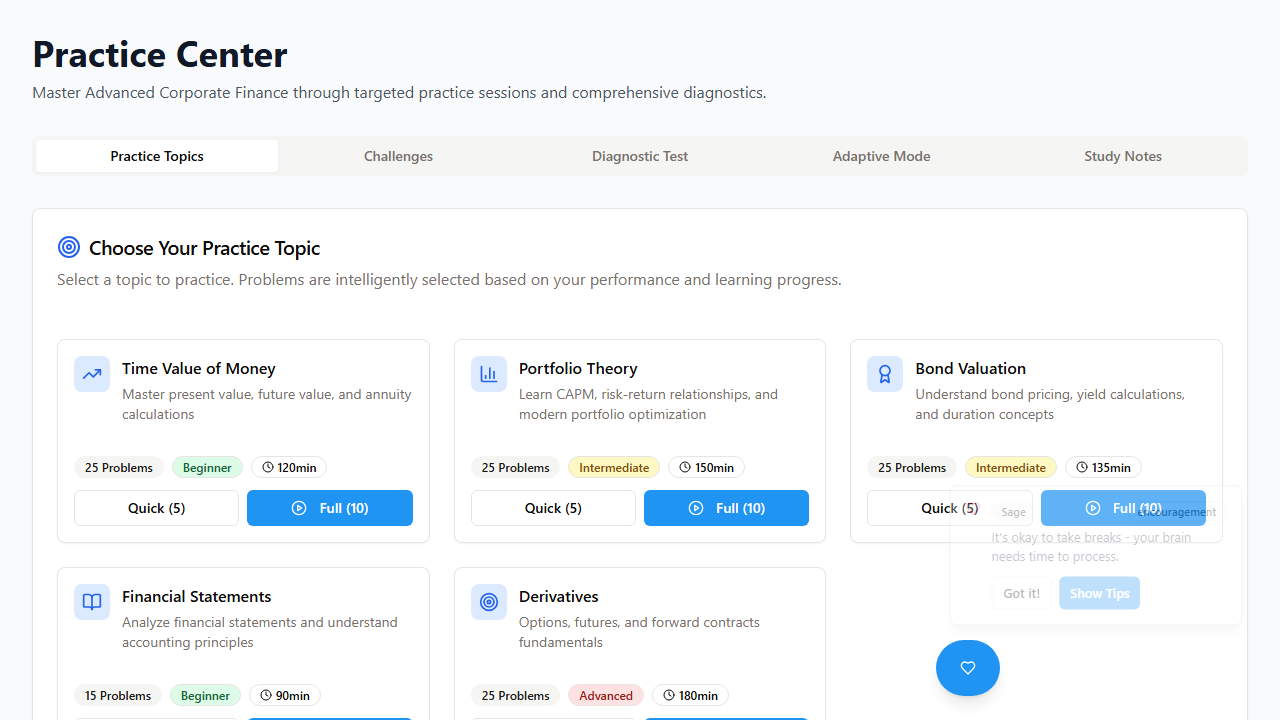 Practice Center
Master Advanced Corporate Finance through targeted practice sessions and comprehensive diagnostics.
Practice Topics
Challenges
Diagnostic Test
Adaptive Mode
Study Notes
Choose Your Practice Topic
Select a topic to practice. Problems are intelligently selected based on your performance and learning progress.
Time Value of Money
Master present value, future value, and annuity
calculations
25 Problems
Beginner
120min
Quick (5)
Full (10)
Portfolio Theory
Learn CAPM, risk-return relationships, and
modern portfolio optimization
25 Problems
Intermediate
150min
Quick (5)
Full (10)
Bond Valuation
Understand bond pricing, yield calculations,
and duration concepts
25 Problems
Intermediate
135min
Quick (5)
Full (10)
Sage
encouragement
It's okay to take breaks - your brain
needs time to process.
Got it!
Show Tips
Financial Statements
Analyze financial statements and understand
accounting principles
15 Problems
Beginner
90min
Derivatives
Options, futures, and forward contracts
fundamentals
25 Problems
Advanced
180min